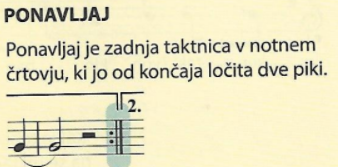 PONAVLJAJ
Ponavljaj je zadnja taktnica v notnem
črtovju, ki jo od končaja ločita dve piki.
2.